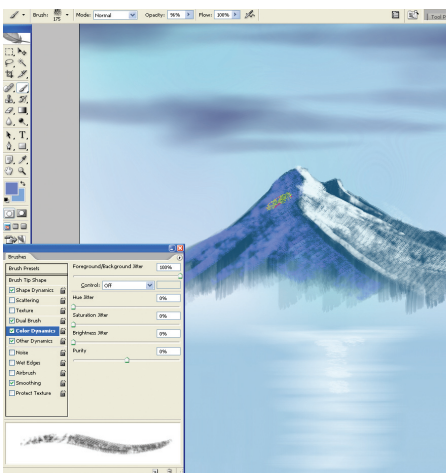 Brush: 175 Mode: Normal Opacity: 96% Flow: 100% Tool P
Brushes
Brush Presets
Brush Tip Shape
Shape Dynamics
Scattering
Texture
Dual Brush
Color Dynamics
Other Dynamics
Noise
Wet Edges
Airbrush
Smoothing
Protect Texture
Foreground/Background Jitter 100%
Control: Off
Hue Jitter 0%
Saturation Jitter 0%
Brightness Jitter 0%
Purity 0%